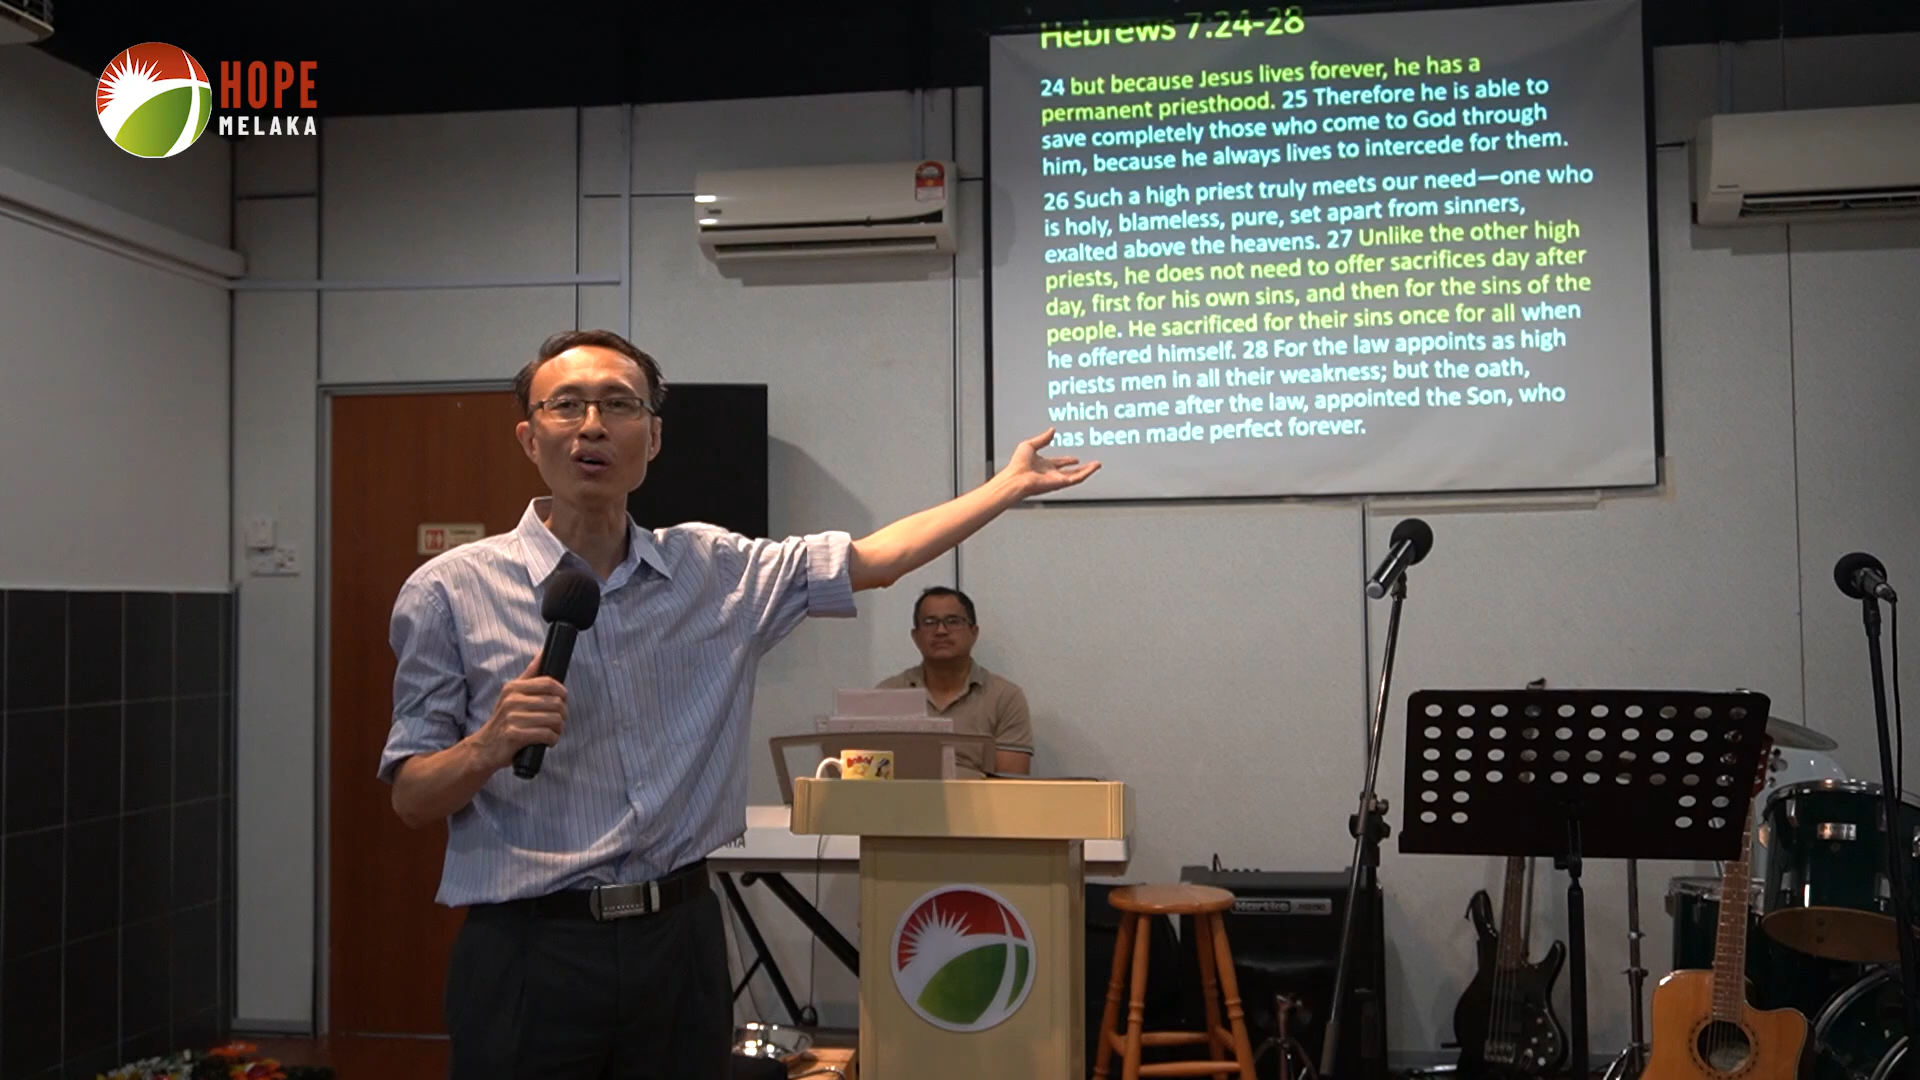 HOPE
MELAKA
Hebrews 7:24-28
24 but because Jesus lives forever, he has a
permanent priesthood. 25 Therefore he is able to
save completely those who come to God through
him, because he always lives to intercede for them.
26 Such a high priest truly meets our need—one who
is holy, blameless, pure, set apart from sinners,
exalted above the heavens. 27 Unlike the other high
priests, he does not need to offer sacrifices day after
day, first for his own sins, and then for the sins of the
people. He sacrificed for their sins once for all when
he offered himself. 28 For the law appoints as high
priests men in all their weakness; but the oath,
which came after the law, appointed the Son, who
has been made perfect forever.
Hartke